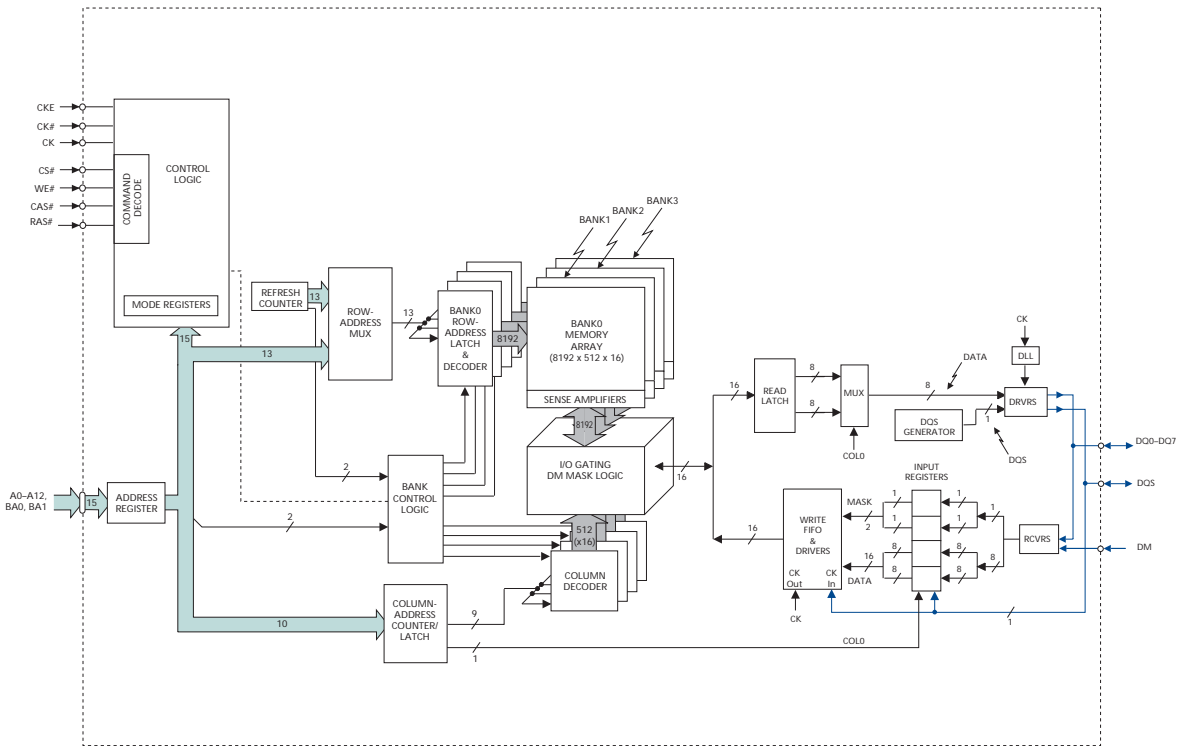 CKE
CK#
CK
CS#
WE#
CAS#
RAS#
COMMAND
DECODE
CONTROL
LOGIC
MODE REGISTERS
15
REFRESH
COUNTER
13
13
ROW-
ADDRESS
MUX
13
BANK0
ROW-
ADDRESS
LATCH
&
DECODER
8192
BANK1
BANK2
BANK3
BANK0
MEMORY
ARRAY
(8192 x 512 x 16)
SENSE AMPLIFIERS
8192
I/O GATING
DM MASK LOGIC
16
16
READ
LATCH
8
8
MUX
COL0
8
DATA
DQS
GENERATOR
1
DQS
CK
DLL
DRVRS
DQ0–DQ7
DQS
DM
A0–A12,
BA0, BA1
15
ADDRESS
REGISTER
2
2
BANK
CONTROL
LOGIC
512
(x16)
COLUMN
DECODER
10
COLUMN-
ADDRESS
COUNTER/
LATCH
9
1
COL0
16
WRITE
FIFO
&
DRIVERS
CK
Out
CK
In
CK
MASK
2
16
DATA
INPUT
REGISTERS
1
1
8
8
1
1
8
8
1
8
RCVRS
1